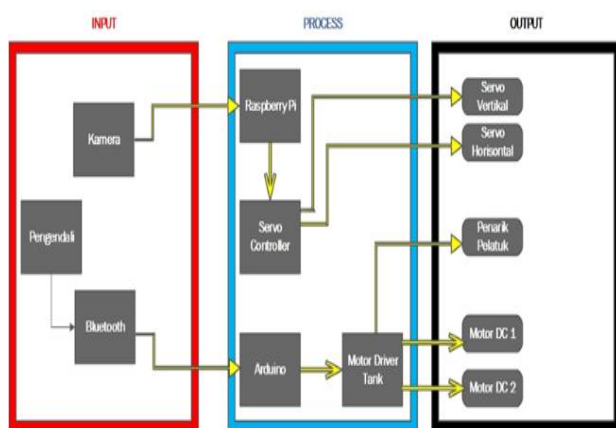 INPUT
PROCESS
OUTPUT
Kamera
Pengendali
Bluetooth
Raspberry Pi
Servo
Controller
Arduino
Motor Driver
Tank
Servo
Vertikal
Servo
Horisontal
Penarik
Pelatuk
Motor DC 1
Motor DC 2